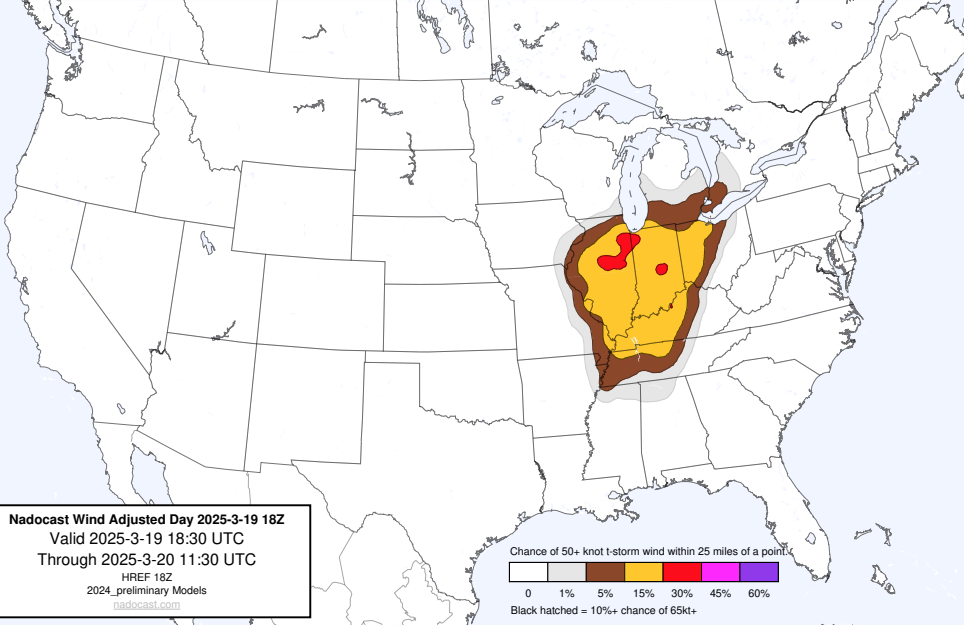 Nadocast Wind Adjusted Day 2025-3-19 18Z
Valid 2025-3-19 18:30 UTC
Through 2025-3-20 11:30 UTC
HREF 18Z
2024_preliminary Models
nadocast.com
Chance of 50+ knot t-storm wind within 25 miles of a point.
0 1% 5% 15% 30% 45% 60%
Black hatched = 10%+ chance of 65kt+